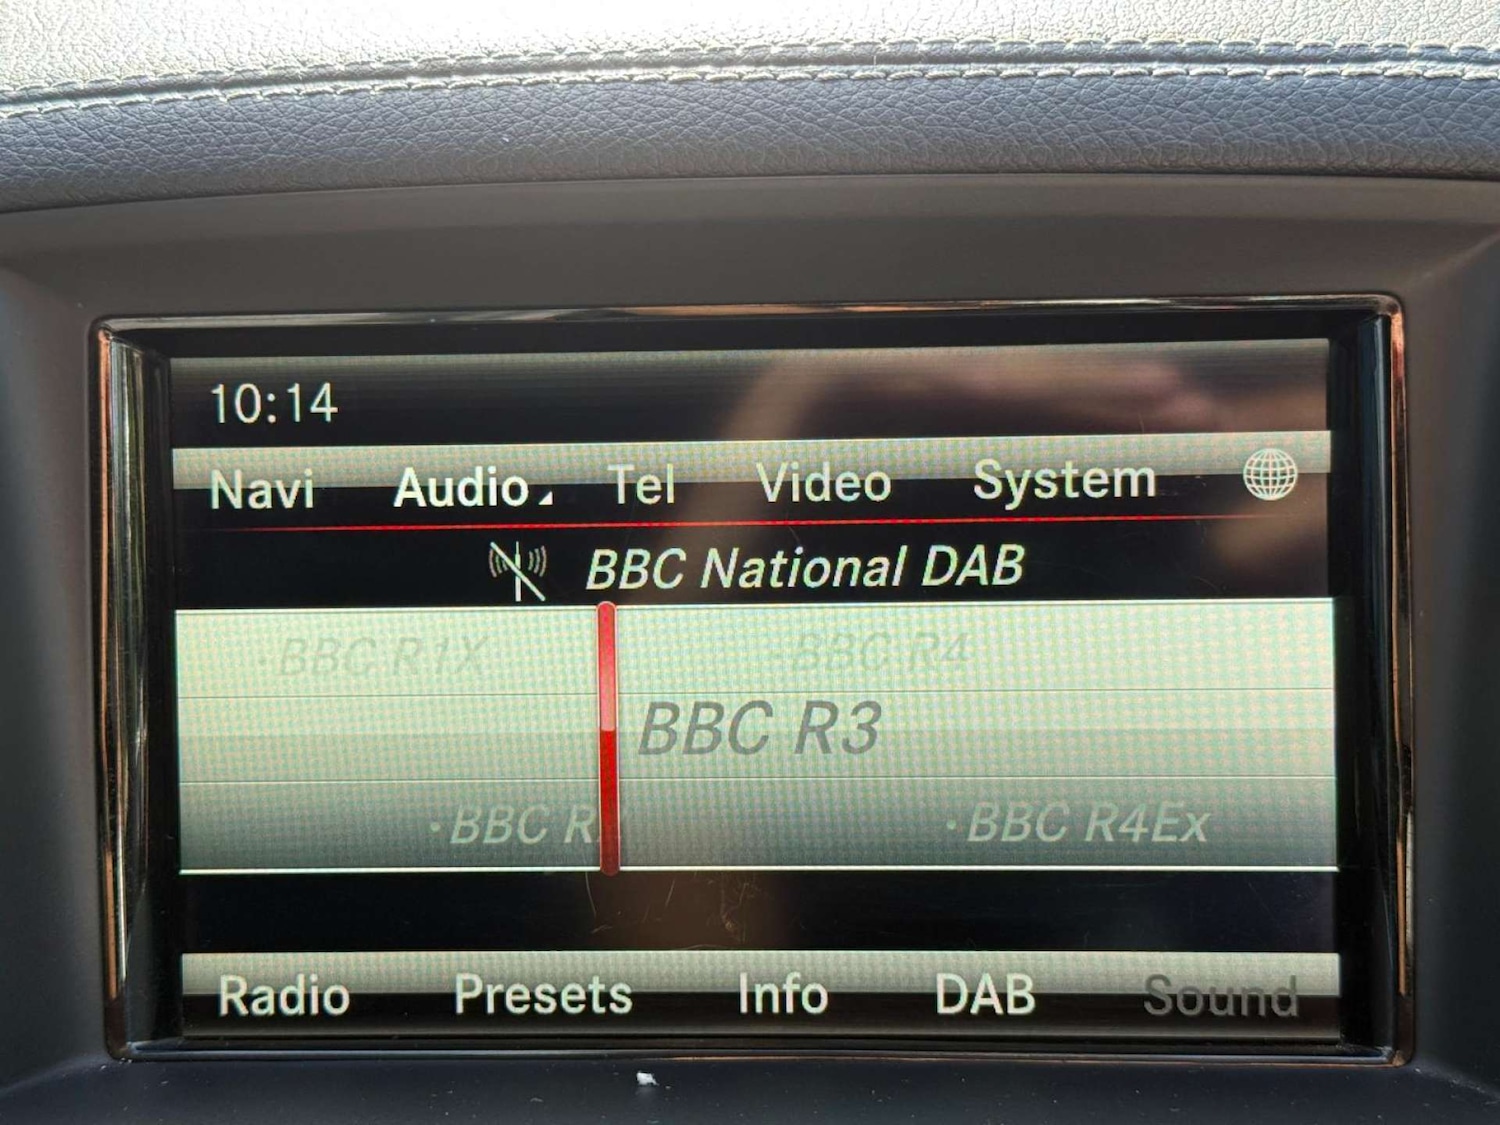 10:14
Navi Audio Tel Video System
BBC National DAB
·BBC R1X ·BBC R4
BBC R3
·BBC R ·BBC R4Ex
Radio Presets Info DAB Sound